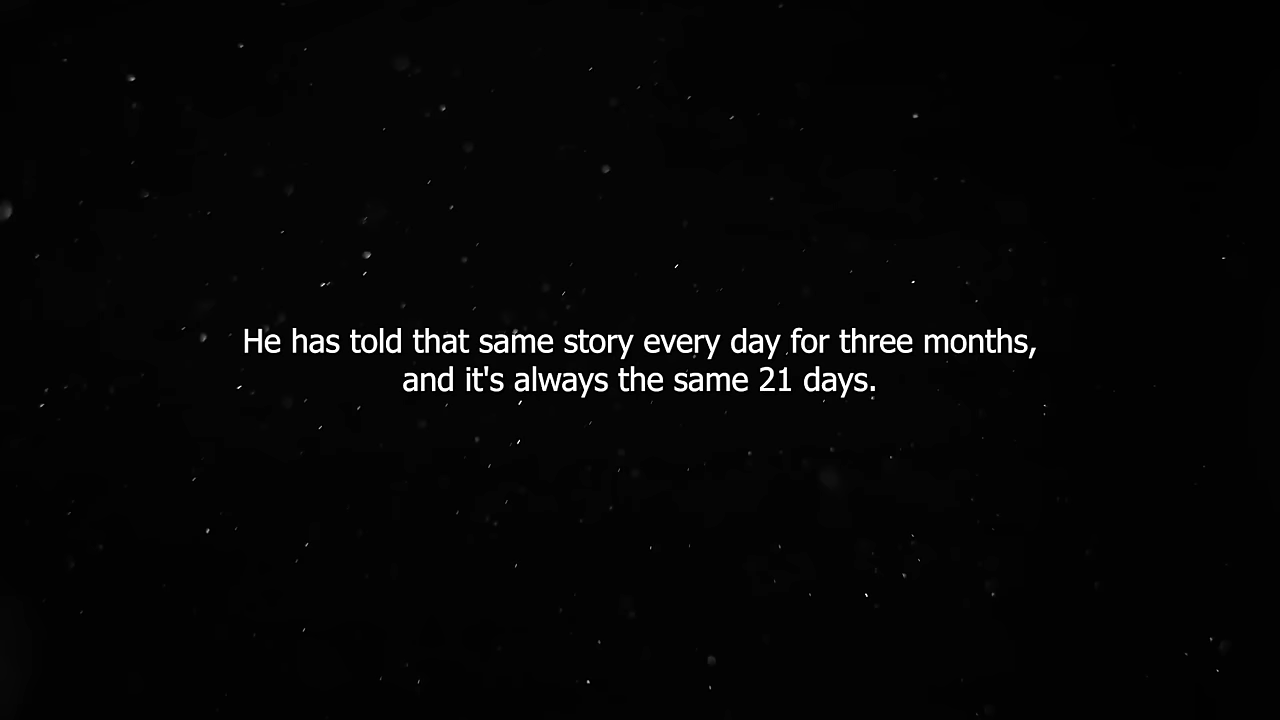 He has told that same story every day for three months,
and it's always the same 21 days.